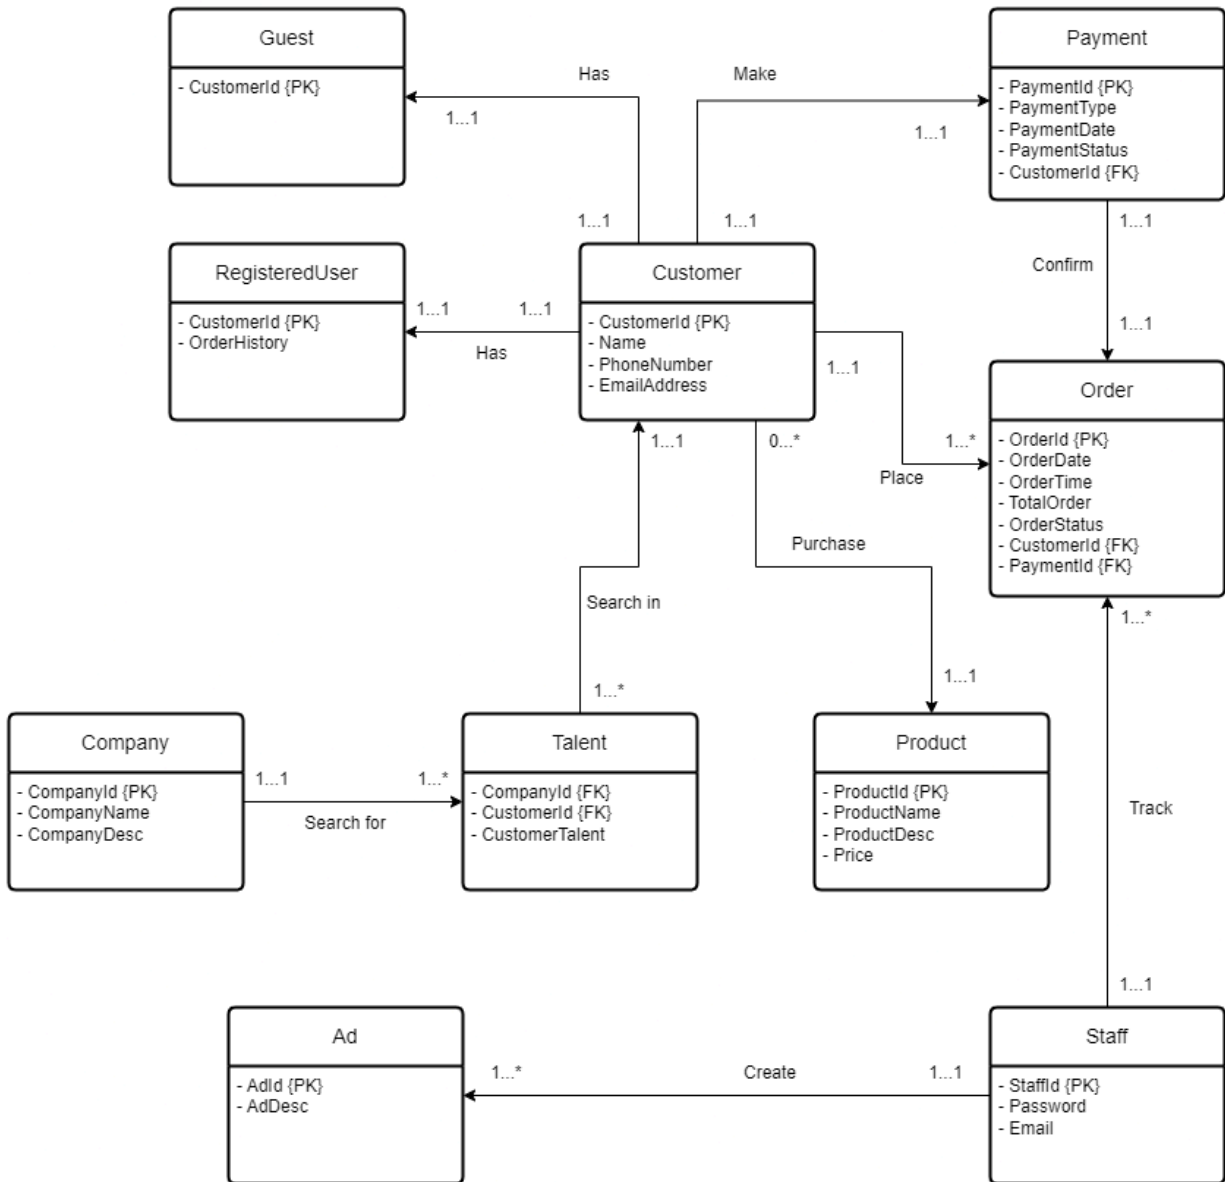 Guest
- CustomerId {PK}
Has
1...1
1...1
Make
1...1
1...1
Payment
- PaymentId {PK}
- PaymentType
- PaymentDate
- PaymentStatus
- CustomerId {FK}
1...1
Confirm
1...1
RegisteredUser
- CustomerId {PK}
- OrderHistory
1...1
1...1
Has
Customer
- CustomerId {PK}
- Name
- PhoneNumber
- EmailAddress
1...1
1...*
Place
Order
- OrderId {PK}
- OrderDate
- OrderTime
- TotalOrder
- OrderStatus
- CustomerId {FK}
- PaymentId {FK}
1...1
0...*
Purchase
Search in
1...*
1...1
1...*
Company
- CompanyId {PK}
- CompanyName
- CompanyDesc
1...1
1...*
Search for
Talent
- CompanyId {FK}
- CustomerId {FK}
- CustomerTalent
Product
- ProductId {PK}
- ProductName
- ProductDesc
- Price
Track
1...1
Ad
- AdId {PK}
- AdDesc
1...*
Create
1...1
Staff
- StaffId {PK}
- Password
- Email